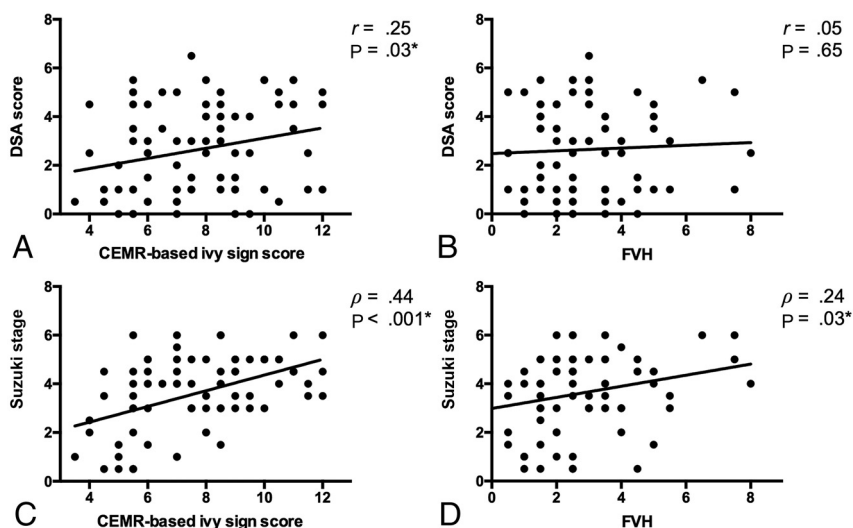 8
6
4
2
0
DSA score
4
6
8
10
12
CEMR-based ivy sign score
r = .25
P = .03*
A
8
6
4
2
0
DSA score
0
2
4
6
8
FVH
r = .05
P = .65
B
8
6
4
2
0
Suzuki stage
4
6
8
10
12
CEMR-based ivy sign score
ρ = .44
P < .001*
C
8
6
4
2
0
Suzuki stage
0
2
4
6
8
FVH
ρ = .24
P = .03*
D